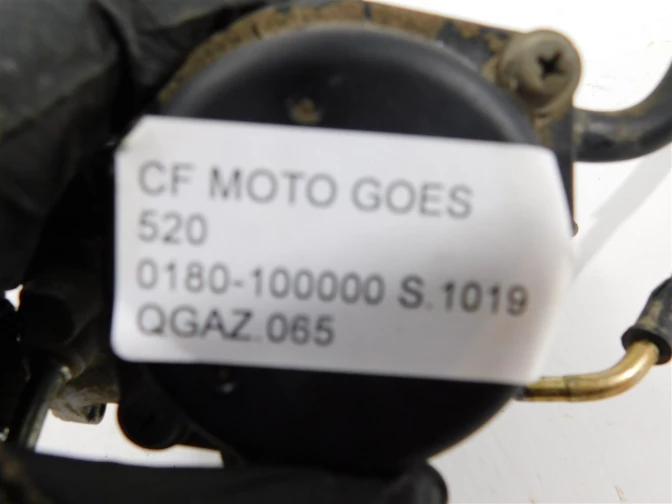 CF MOTO GOES
520
0180-100000 S.1019
QGAZ.065